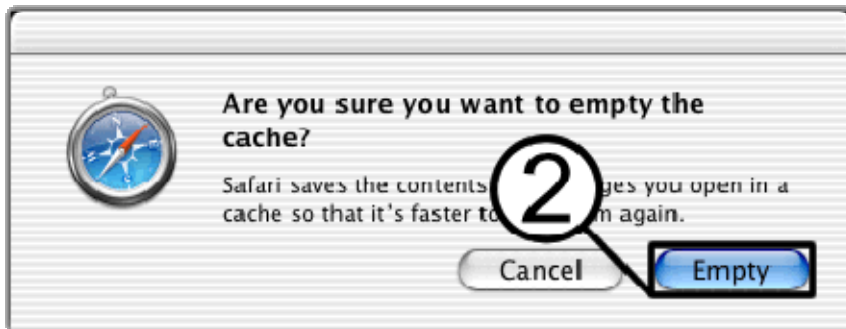 Are you sure you want to empty the
cache?
Safari saves the contents ges you open in a
cache so that it's faster to m again.
2
Cancel Empty